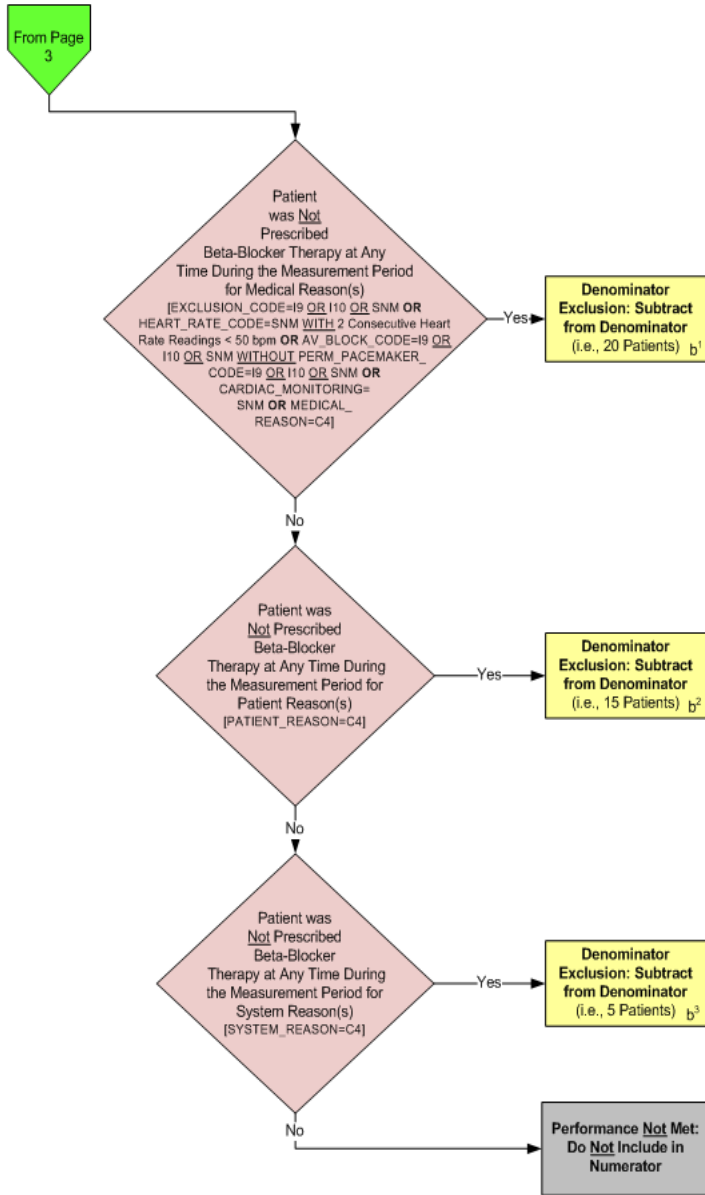 From Page
3
Patient
was Not
Prescribed
Beta-Blocker Therapy at Any
Time During the Measurement Period
for Medical Reason(s)
[EXCLUSION_CODE=I9 OR I10 OR SNM OR
HEART_RATE_CODE=SNM WITH 2 Consecutive Heart
Rate Readings < 50 bpm OR AV_BLOCK_CODE=I9 OR
I10 OR SNM WITHOUT PERM_PACEMAKER_
CODE=I9 OR I10 OR SNM OR
CARDIAC_MONITORING=
SNM OR MEDICAL_
REASON=C4]
Yes
Denominator
Exclusion: Subtract
from Denominator
(i.e., 20 Patients) b¹
No
Patient was
Not Prescribed
Beta-Blocker
Therapy at Any Time During
the Measurement Period for
Patient Reason(s)
[PATIENT_REASON=C4]
Yes
Denominator
Exclusion: Subtract
from Denominator
(i.e., 15 Patients) b²
No
Patient was
Not Prescribed
Beta-Blocker
Therapy at Any Time During
the Measurement Period for
System Reason(s)
[SYSTEM_REASON=C4]
Yes
Denominator
Exclusion: Subtract
from Denominator
(i.e., 5 Patients) b³
No
Performance Not Met:
Do Not Include in
Numerator